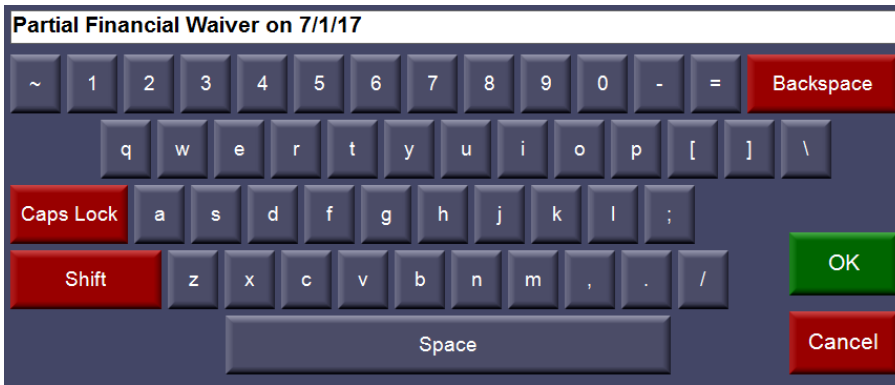 Partial Financial Waiver on 7/1/17
~ 1 2 3 4 5 6 7 8 9 0 - = Backspace
q w e r t y u i o p [ ] \
Caps Lock a s d f g h j k l ;
Shift z x c v b n m , . / OK
Space Cancel